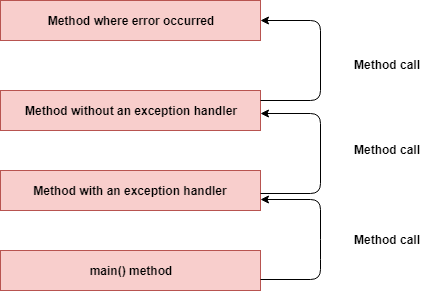 Method where error occurred
Method call
Method without an exception handler
Method call
Method with an exception handler
Method call
main() method